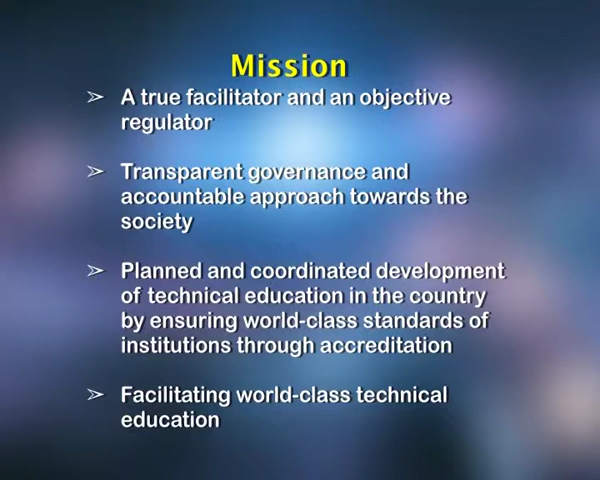 Mission
➢ A true facilitator and an objective
regulator
➢ Transparent governance and
accountable approach towards the
society
➢ Planned and coordinated development
of technical education in the country
by ensuring world-class standards of
institutions through accreditation
➢ Facilitating world-class technical
education